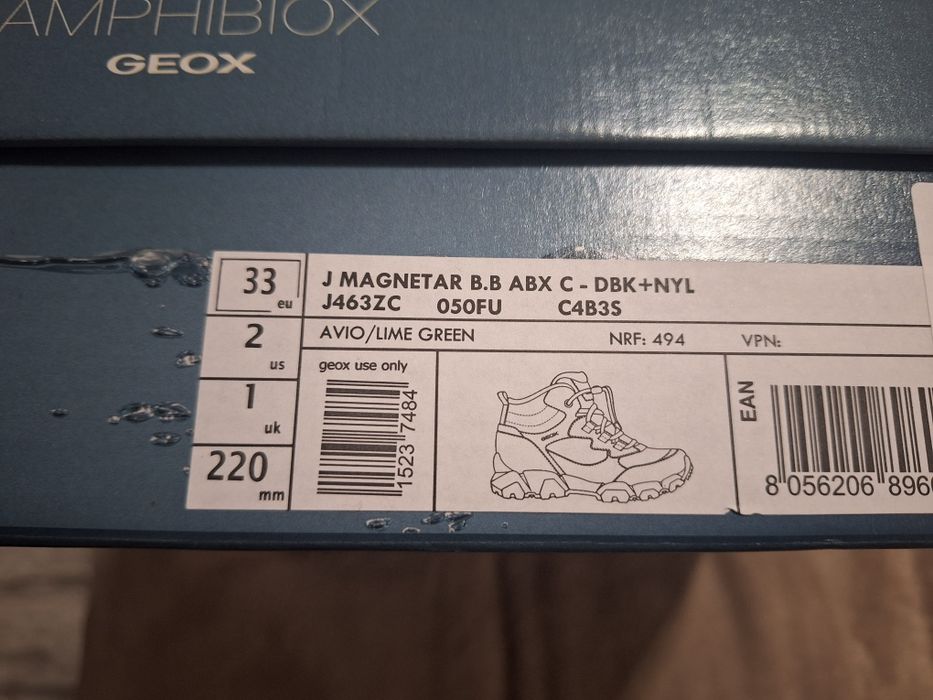 AMPHIBIOX
GEOX
33 eu
2 us
1 uk
220 mm
J MAGNETAR B.B ABX C - DBK+NYL
J463ZC 050FU C4B3S
AVIO/LIME GREEN NRF: 494 VPN:
geox use only
1523 7484
GEOX
EAN
8 056206 896